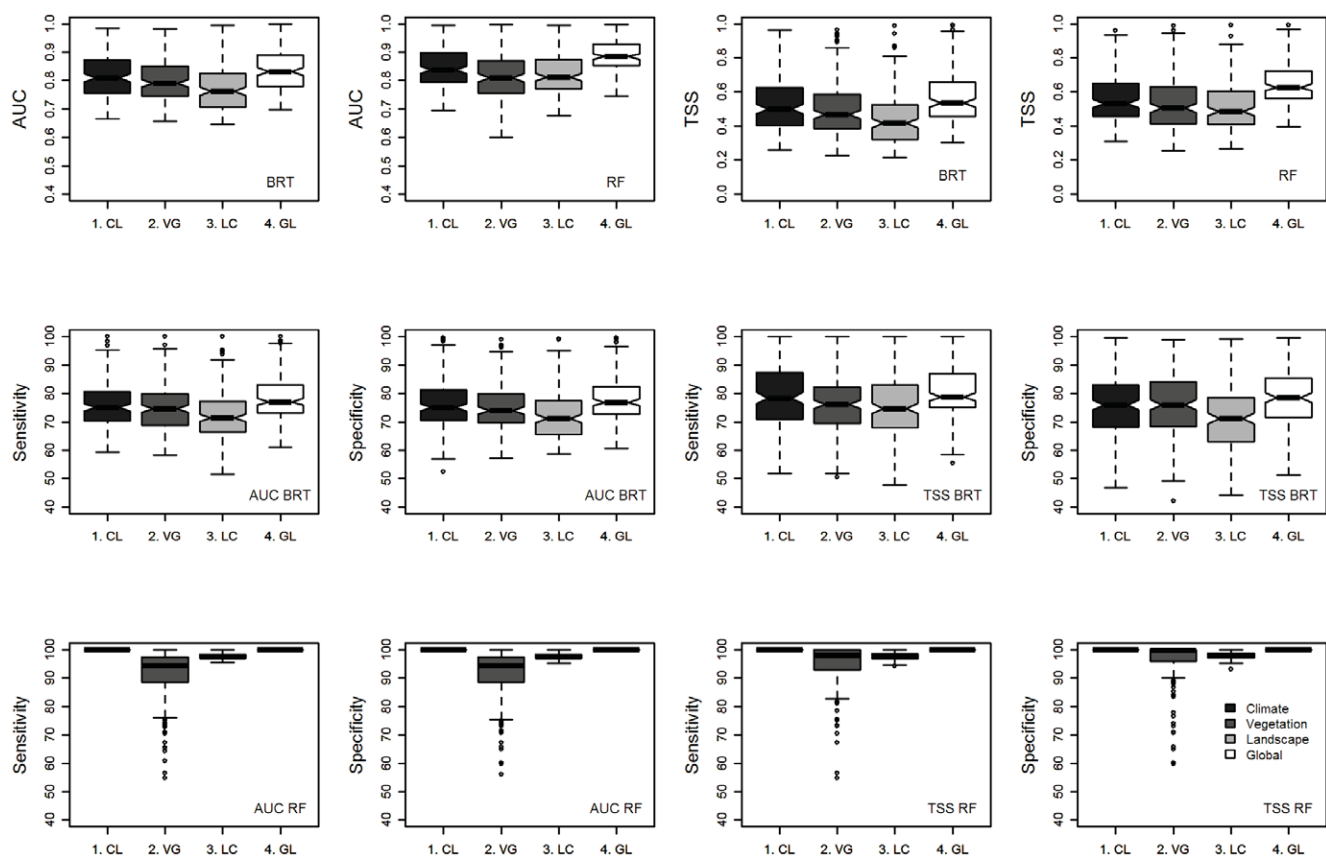 AUC
1.0
0.9
0.8
0.7
0.6
0.5
0.4
BRT
1. CL 2. VG 3. LC 4. GL
AUC
1.0
0.9
0.8
0.7
0.6
0.5
0.4
RF
1. CL 2. VG 3. LC 4. GL
TSS
1.0
0.8
0.6
0.4
0.2
0.0
BRT
1. CL 2. VG 3. LC 4. GL
TSS
1.0
0.8
0.6
0.4
0.2
0.0
RF
1. CL 2. VG 3. LC 4. GL
Sensitivity
100
90
80
70
60
50
40
AUC BRT
1. CL 2. VG 3. LC 4. GL
Specificity
100
90
80
70
60
50
40
AUC BRT
1. CL 2. VG 3. LC 4. GL
Sensitivity
100
90
80
70
60
50
40
TSS BRT
1. CL 2. VG 3. LC 4. GL
Specificity
100
90
80
70
60
50
40
TSS BRT
1. CL 2. VG 3. LC 4. GL
Sensitivity
100
90
80
70
60
50
40
AUC RF
1. CL 2. VG 3. LC 4. GL
Specificity
100
90
80
70
60
50
40
AUC RF
1. CL 2. VG 3. LC 4. GL
Sensitivity
100
90
80
70
60
50
40
TSS RF
1. CL 2. VG 3. LC 4. GL
Specificity
100
90
80
70
60
50
40
Climate
Vegetation
Landscape
Global
TSS RF
1. CL 2. VG 3. LC 4. GL